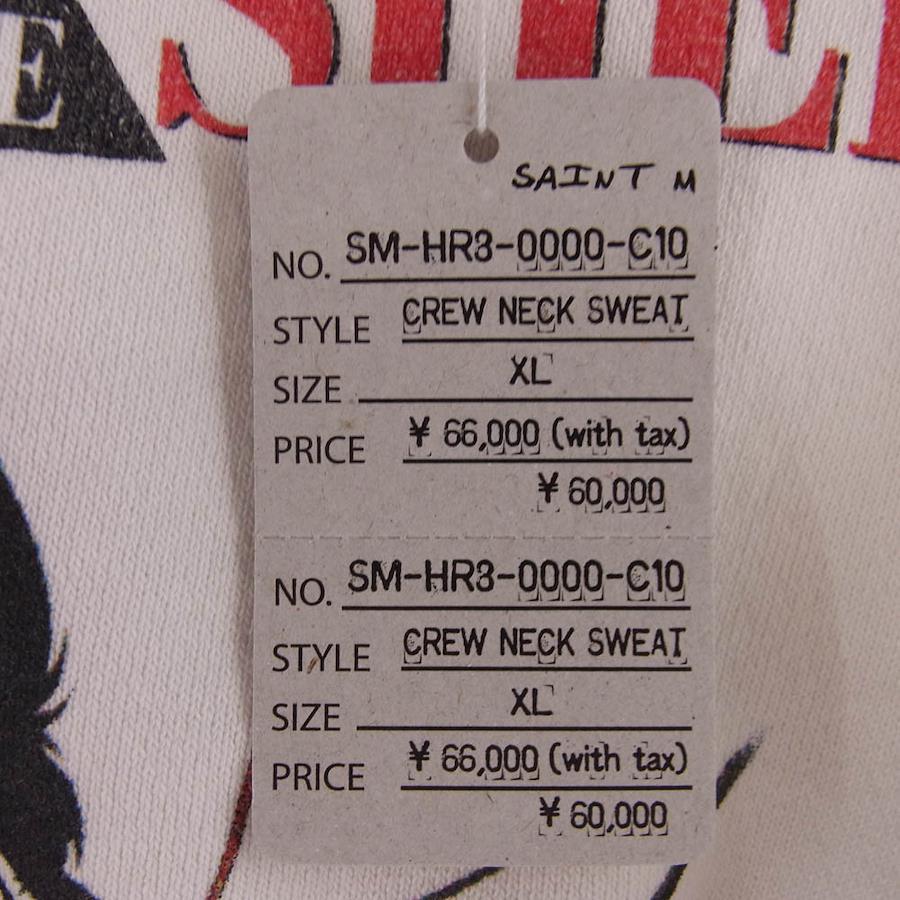 E SHE
SAINT M
NO. SM-HR3-0000-C10
STYLE CREW NECK SWEAT
SIZE XL
PRICE ¥ 66,000 (with tax)
¥ 60,000
NO. SM-HR3-0000-C10
STYLE CREW NECK SWEAT
SIZE XL
PRICE ¥ 66,000 (with tax)
¥ 60,000